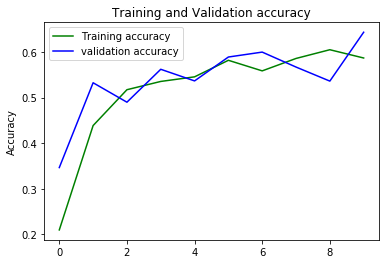 Training and Validation accuracy
Training accuracy
validation accuracy
Accuracy
0.6
0.5
0.4
0.3
0.2
0 2 4 6 8